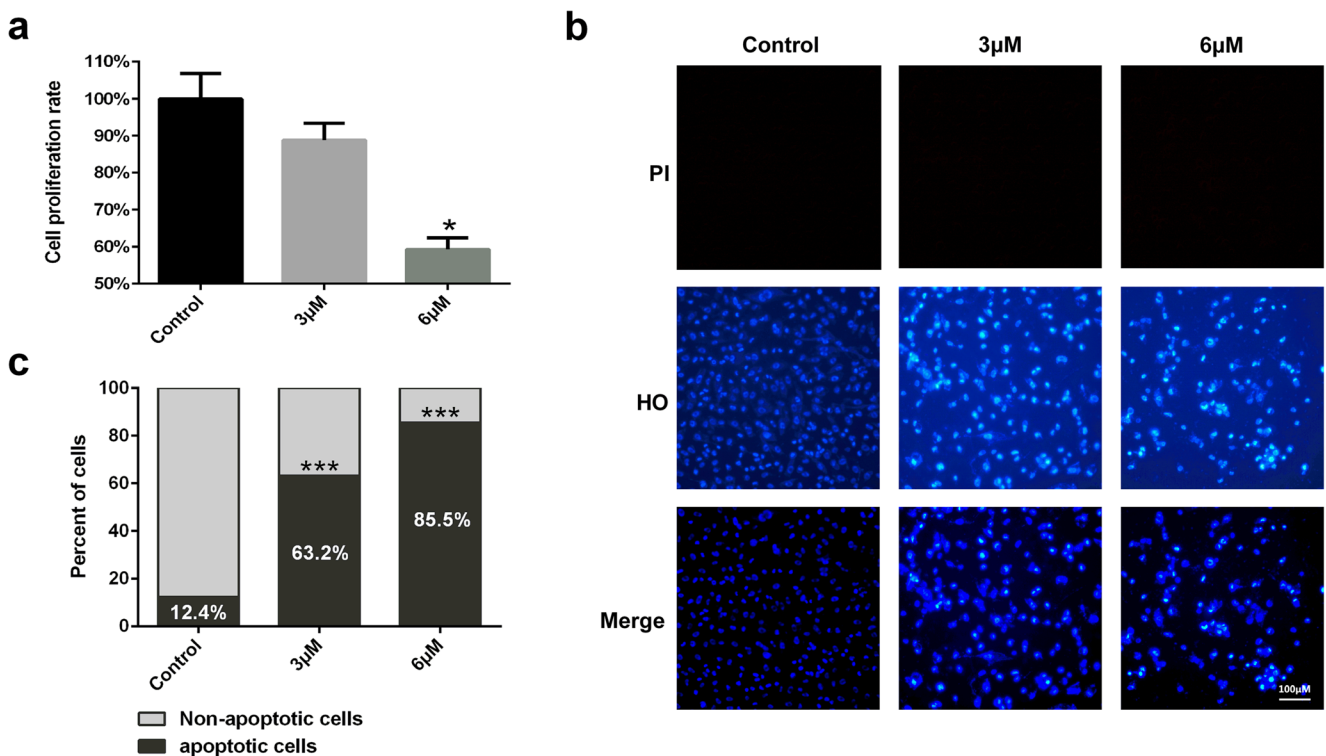 a
110%
100%
90%
80%
70%
60%
50%
Cell proliferation rate
*
Control
3μM
6μM
b
Control
3μM
6μM
PI
HO
Merge
100μM
c
100
80
60
40
20
0
Percent of cells
12.4%
***
63.2%
***
85.5%
Control
3μM
6μM
Non-apoptotic cells
apoptotic cells